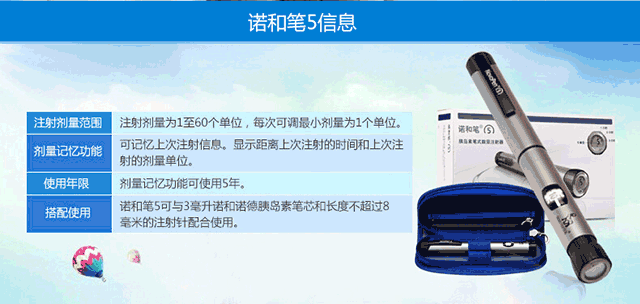 诺和笔5信息
注射剂量范围
注射剂量为1至60个单位，每次可调最小剂量为1个单位。
剂量记忆功能
可记忆上次注射信息。显示距离上次注射的时间和上次注
射的剂量单位。
使用年限
剂量记忆功能可使用5年。
搭配使用
诺和笔5可与3毫升诺和诺德胰岛素笔芯和长度不超过8
毫米的注射针配合使用。
诺和笔 5